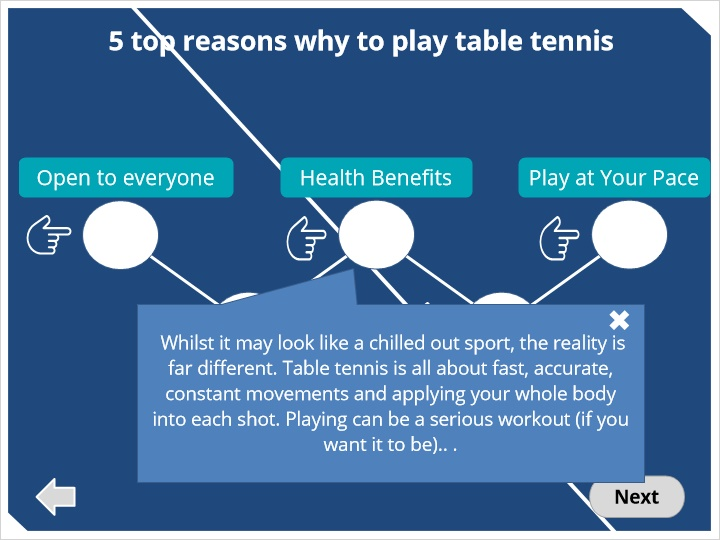 5 top reasons why to play table tennis
Open to everyone
Health Benefits
Play at Your Pace
Whilst it may look like a chilled out sport, the reality is
far different. Table tennis is all about fast, accurate,
constant movements and applying your whole body
into each shot. Playing can be a serious workout (if you
want it to be).. .
Next